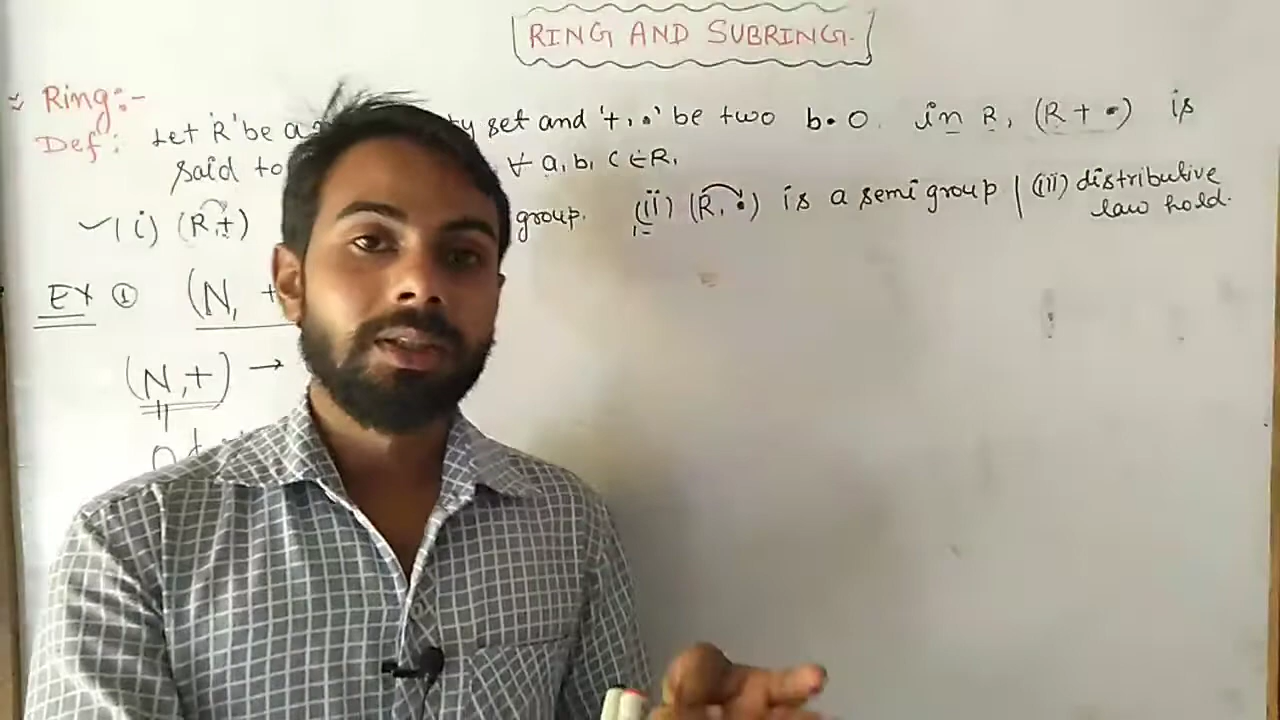 RING AND SUBRING.
Ring:-
Def: Let 'R' be a ty set and '+, •' be two b•o. in R, (R + •) is
said to ∀ a, b, c ∈ R,
(i) (R, +) group. (ii) (R, •) is a semi group | (iii) distributive
law hold.
EX ① (N, +
(N, +) →
0